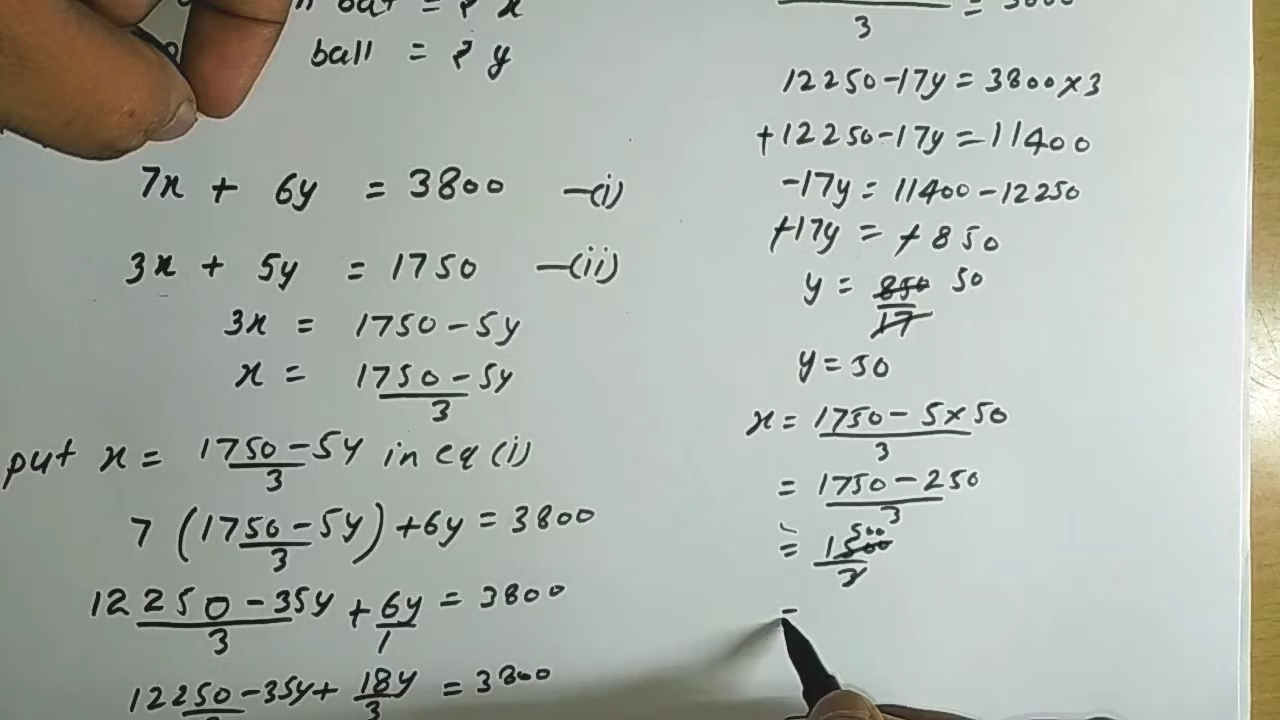 bat = ₹ x
ball = ₹ y
7x + 6y = 3800 —(i)
3x + 5y = 1750 —(ii)
3x = 1750 - 5y
x = 1750 - 5y / 3
put x = 1750 - 5y / 3 in eq (i)
7 (1750 - 5y / 3) + 6y = 3800
12250 - 35y / 3 + 6y / 1 = 3800
12250 - 35y + 18y / 3 = 3800
3
12250 - 17y = 3800 × 3
+12250 - 17y = 11400
-17y = 11400 - 12250
+17y = +850
y = 850 / 17 50
y = 50
x = 1750 - 5 × 50 / 3
= 1750 - 250 / 3
= 1500 / 3 500
=